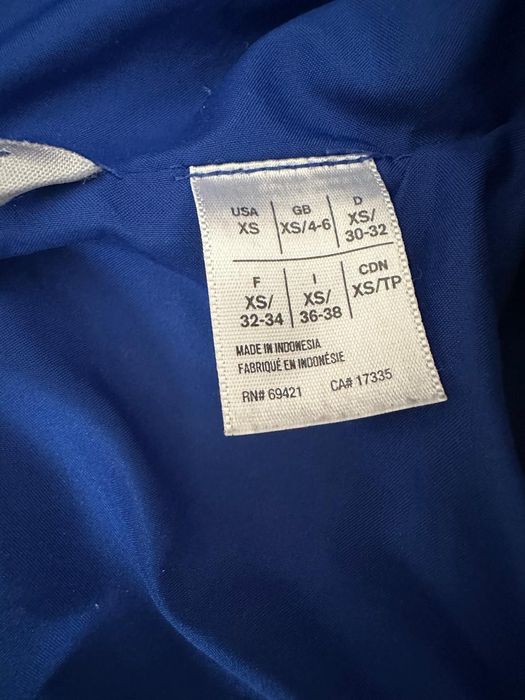 USA
XS
GB
XS/4-6
D
XS/
30-32
F
XS/
32-34
I
XS/
36-38
CDN
XS/TP
MADE IN INDONESIA
FABRIQUÉ EN INDONÉSIE
RN# 69421 CA# 17335